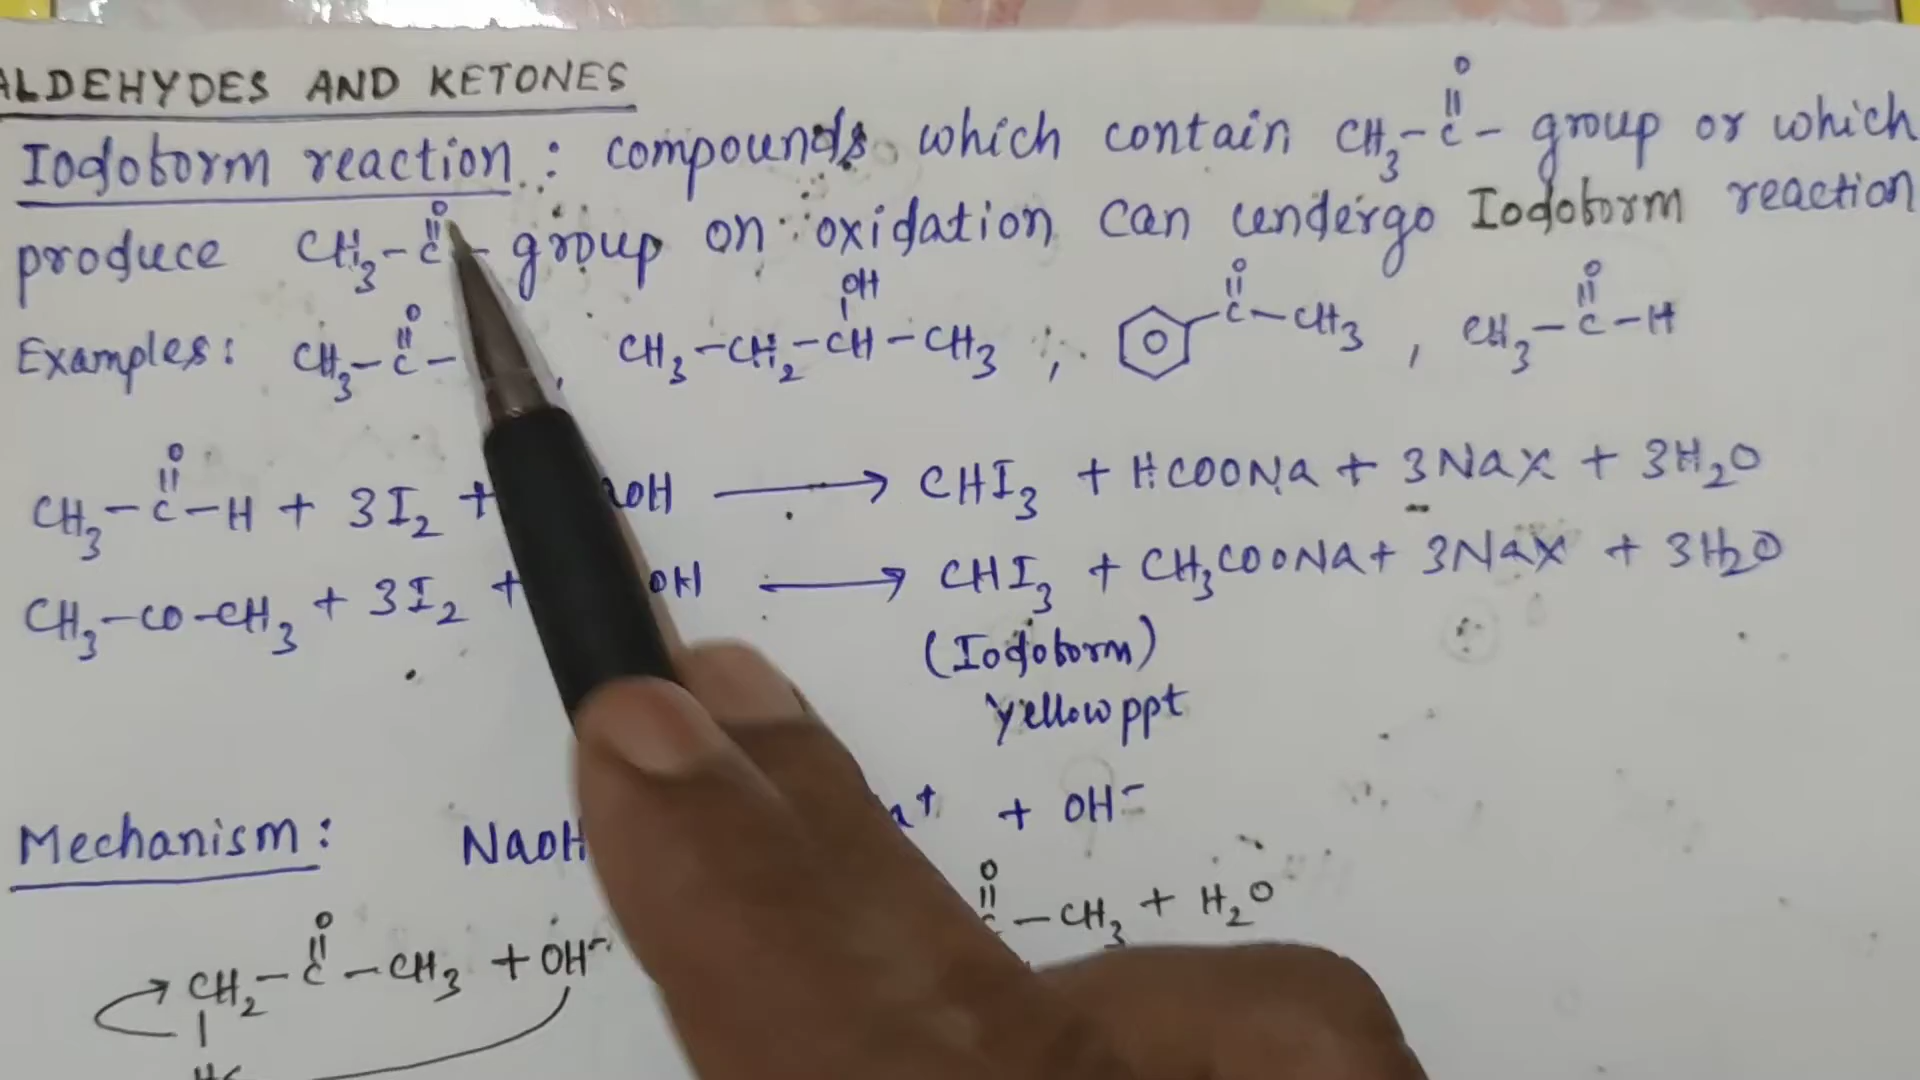 ALDEHYDES AND KETONES
Iodoform reaction : compounds which contain CH3-C(=O)- group or which
produce CH3-C(=O)- group on oxidation can undergo Iodoform reaction
Examples: CH3-C(=O)- , CH3-CH2-CH(OH)-CH3 , C6H5-C(=O)-CH3 , CH3-C(=O)-H
CH3-C(=O)-H + 3I2 + OH → CHI3 + HCOONa + 3NaX + 3H2O
CH3-CO-CH3 + 3I2 + OH → CHI3 + CH3COONa + 3NaX + 3H2O
(Iodoform)
yellow ppt
Mechanism: NaOH + OH-
CH2-C(=O)-CH3 + OH- -CH3 + H2O
H